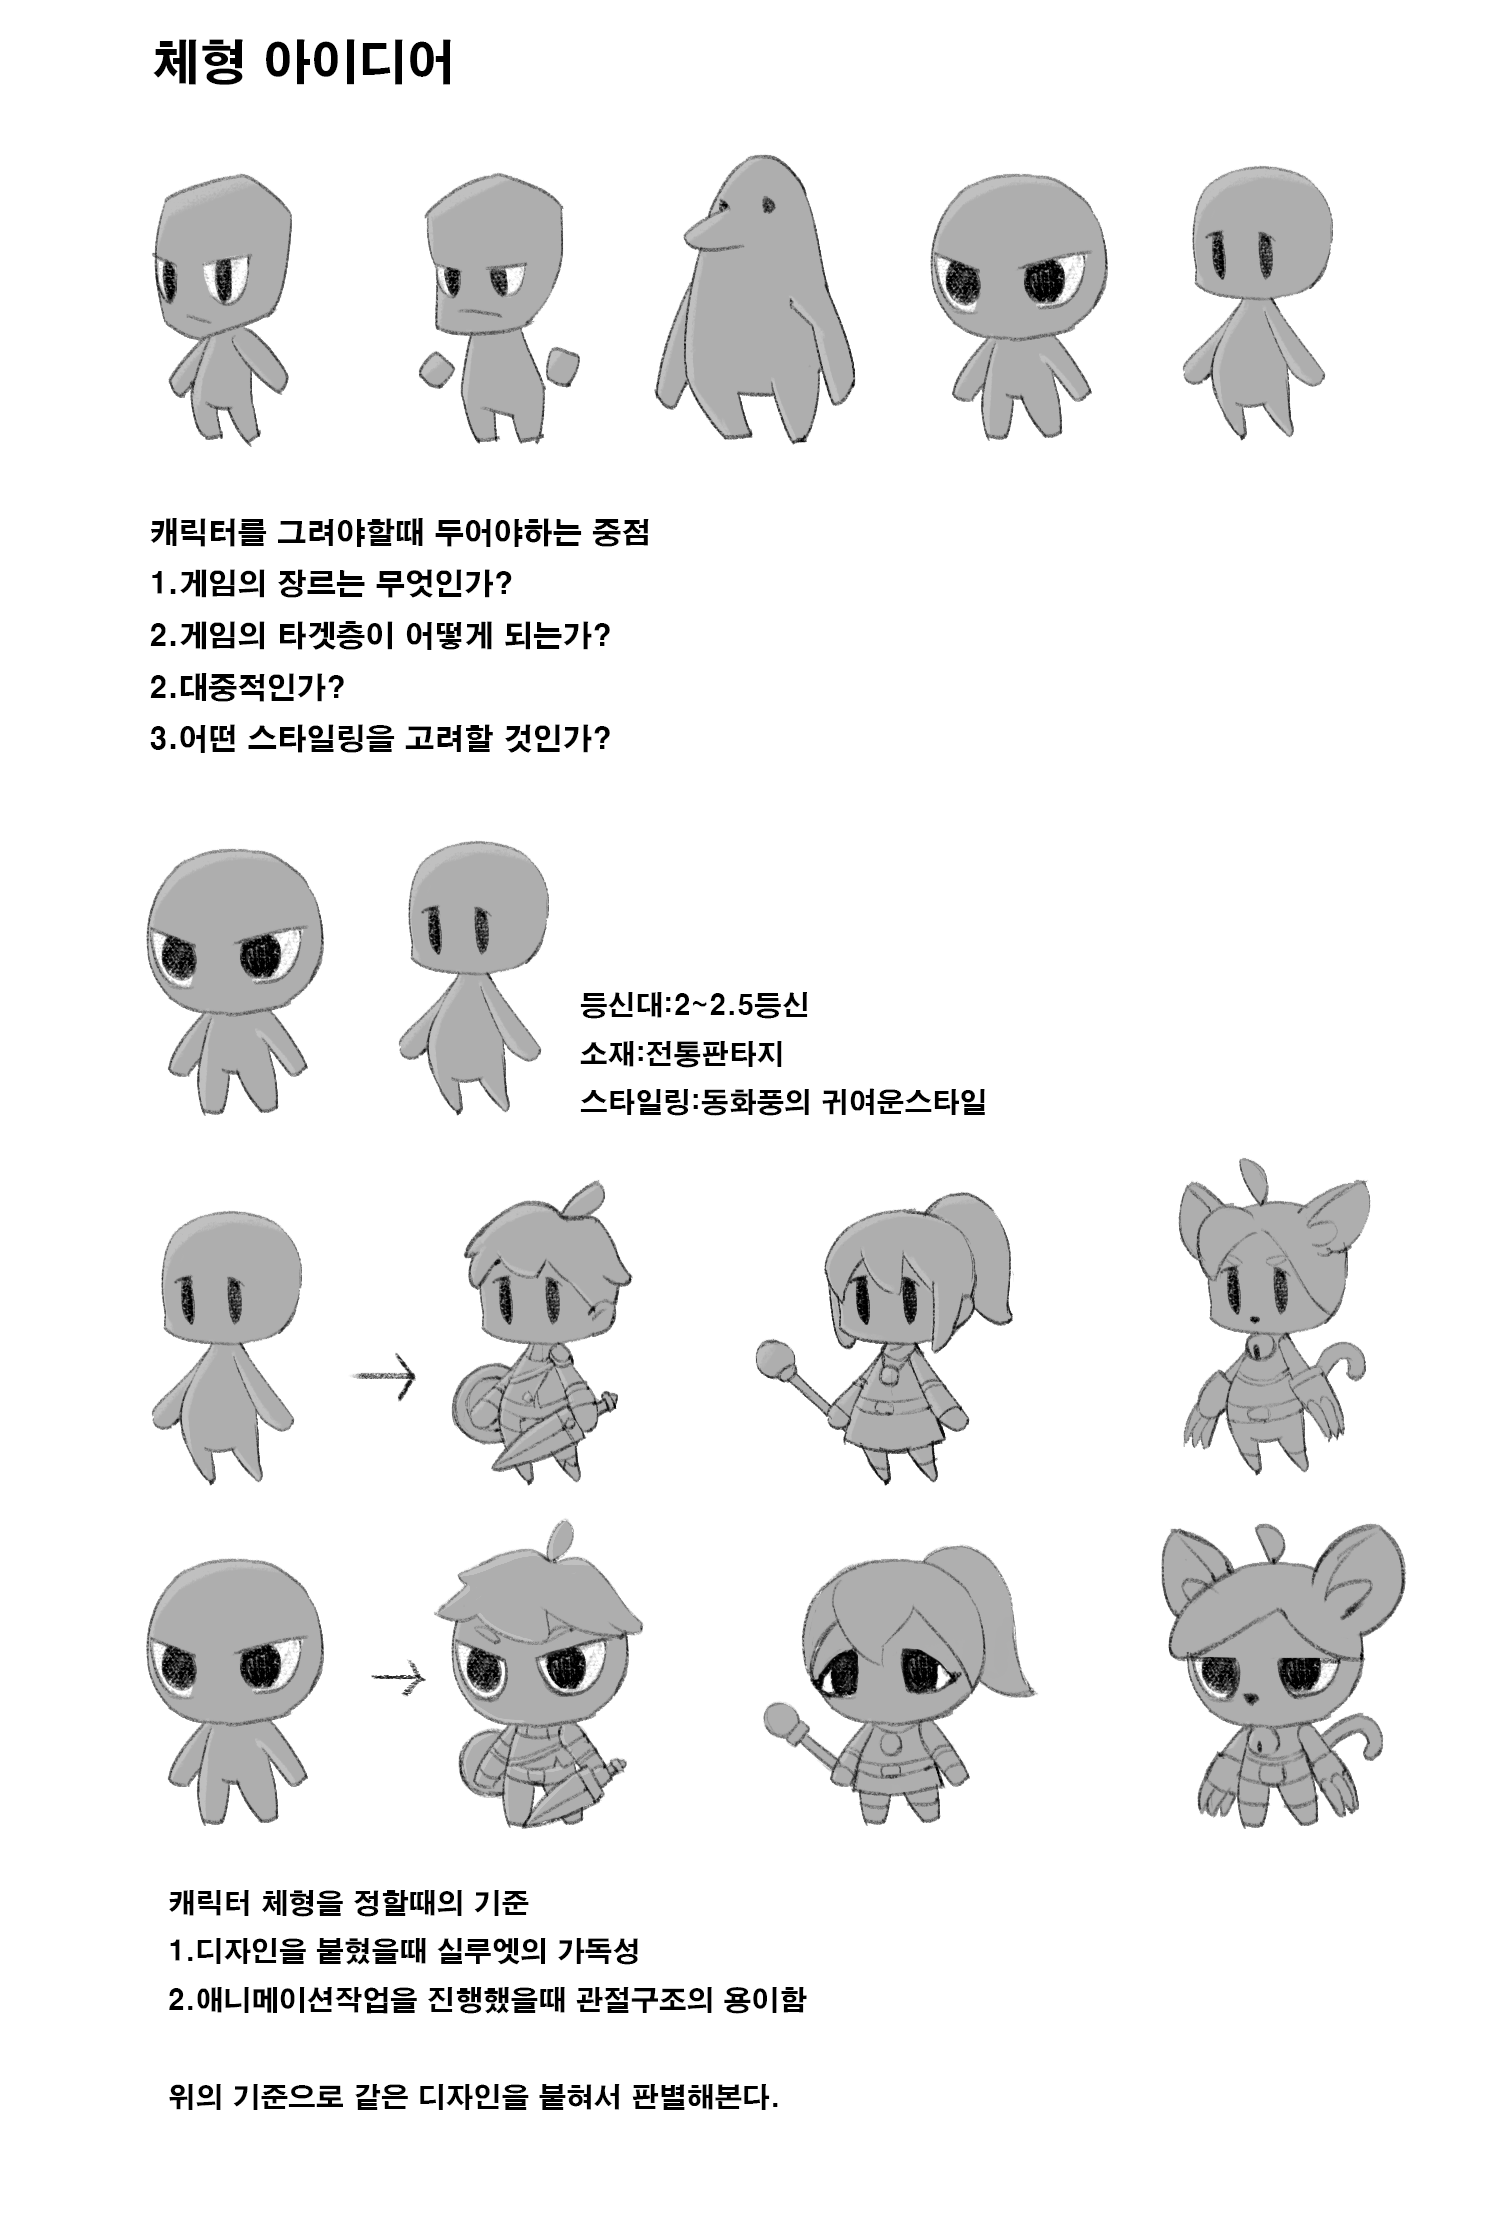 체형 아이디어
캐릭터를 그려야할때 두어야하는 중점
1.게임의 장르는 무엇인가?
2.게임의 타겟층이 어떻게 되는가?
2.대중적인가?
3.어떤 스타일링을 고려할 것인가?
등신대:2~2.5등신
소재:전통판타지
스타일링:동화풍의 귀여운스타일
캐릭터 체형을 정할때의 기준
1.디자인을 붙혔을때 실루엣의 가독성
2.애니메이션작업을 진행했을때 관절구조의 용이함
위의 기준으로 같은 디자인을 붙혀서 판별해본다.